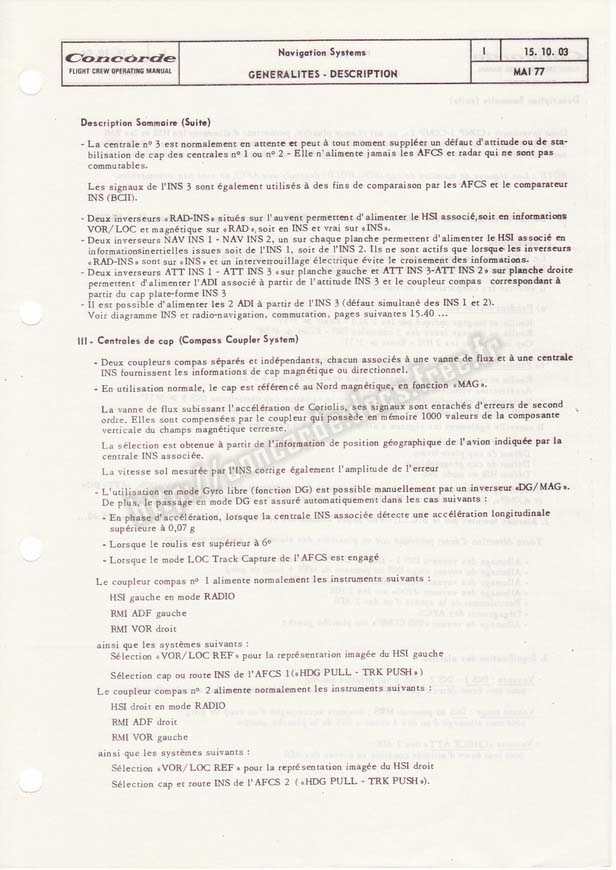 Concorde
FLIGHT CREW OPERATING MANUAL
Navigation Systems
GENERALITES - DESCRIPTION
I
15. 10. 03
MAI 77
Description Sommaire (Suite)
- La centrale n° 3 est normalement en attente et peut à tout moment suppléer un défaut d'attitude ou de sta-
bilisation de cap des centrales n° 1 ou n° 2 - Elle n'alimente jamais les AFCS et radar qui ne sont pas
commutables.
Les signaux de l'INS 3 sont également utilisés à des fins de comparaison par les AFCS et le comparateur
INS (BCII).
- Deux inverseurs «RAD-INS» situés sur l'auvent permettent d'alimenter le HSI associé, soit en informations
VOR/LOC et magnétique sur «RAD», soit en INS et vrai sur «INS».
- Deux inverseurs NAV INS 1 - NAV INS 2, un sur chaque planche permettent d'alimenter le HSI associé en
informations inertielles issues soit de l'INS 1, soit de l'INS 2. Ils ne sont actifs que lorsque les inverseurs
«RAD-INS» sont sur «INS» et un interverrouillage électrique évite le croisement des informations.
- Deux inverseurs ATT INS 1 - ATT INS 3 «sur planche gauche et ATT INS 3-ATT INS 2» sur planche droite
permettent d'alimenter l'ADI associé à partir de l'attitude INS 3 et le coupleur compas correspondant à
partir du cap plate-forme INS 3
- Il est possible d'alimenter les 2 ADI à partir de l'INS 3 (défaut simultané des INS 1 et 2).
Voir diagramme INS et radio-navigation, commutation, pages suivantes 15.40 ...
III - Centrales de cap (Compass Coupler System)
- Deux coupleurs compas séparés et indépendants, chacun associés à une vanne de flux et à une centrale
INS fournissent les informations de cap magnétique ou directionnel.
- En utilisation normale, le cap est référencé au Nord magnétique, en fonction «MAG».
La vanne de flux subissant l'accélération de Coriolis, ses signaux sont entachés d'erreurs de second
ordre. Elles sont compensées par le coupleur qui possède en mémoire 1000 valeurs de la composante
verticale du champs magnétique terrestre.
La sélection est obtenue à partir de l'information de position géographique de l'avion indiquée par la
centrale INS associée.
La vitesse sol mesurée par l'INS corrige également l'amplitude de l'erreur
- L'utilisation en mode Gyro libre (fonction DG) est possible manuellement par un inverseur «DG/MAG».
De plus, le passage en mode DG est assuré automatiquement dans les cas suivants :
- En phase d'accélération, lorsque la centrale INS associée détecte une accélération longitudinale
supérieure à 0,07 g
- Lorsque le roulis est supérieur à 6°
- Lorsque le mode LOC Track Capture de l'AFCS est engagé
Le coupleur compas n° 1 alimente normalement les instruments suivants :
HSI gauche en mode RADIO
RMI ADF gauche
RMI VOR droit
ainsi que les systèmes suivants :
Sélection «VOR/LOC REF» pour la représentation imagée du HSI gauche
Sélection cap ou route INS de l'AFCS 1 («HDG PULL - TRK PUSH»)
Le coupleur compas n° 2 alimente normalement les instruments suivants :
HSI droit en mode RADIO
RMI ADF droit
RMI VOR gauche
ainsi que les systèmes suivants :
Sélection «VOR/LOC REF» pour la représentation imagée du HSI droit
Sélection cap et route INS de l'AFCS 2 («HDG PULL - TRK PUSH»).